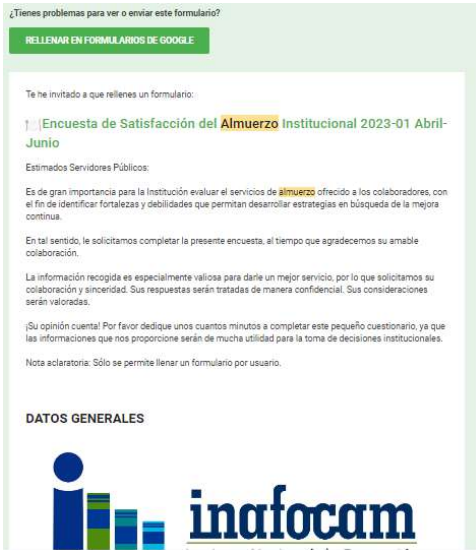 ¿Tienes problemas para ver o enviar este formulario?
RELLENAR EN FORMULARIOS DE GOOGLE
Te he invitado a que rellenes un formulario:
Encuesta de Satisfacción del Almuerzo Institucional 2023-01 Abril-
Junio
Estimados Servidores Públicos:
Es de gran importancia para la Institución evaluar el servicios de almuerzo ofrecido a los colaboradores, con
el fin de identificar fortalezas y debilidades que permitan desarrollar estrategias en búsqueda de la mejora
continua.
En tal sentido, le solicitamos completar la presente encuesta, al tiempo que agradecemos su amable
colaboración.
La información recogida es especialmente valiosa para darle un mejor servicio, por lo que solicitamos su
colaboración y sinceridad. Sus respuestas serán tratadas de manera confidencial. Sus consideraciones
serán valoradas.
¡Su opinión cuenta! Por favor dedique unos cuantos minutos a completar este pequeño cuestionario, ya que
las informaciones que nos proporcione serán de mucha utilidad para la toma de decisiones institucionales.
Nota aclaratoria: Sólo se permite llenar un formulario por usuario.
DATOS GENERALES
inafocam